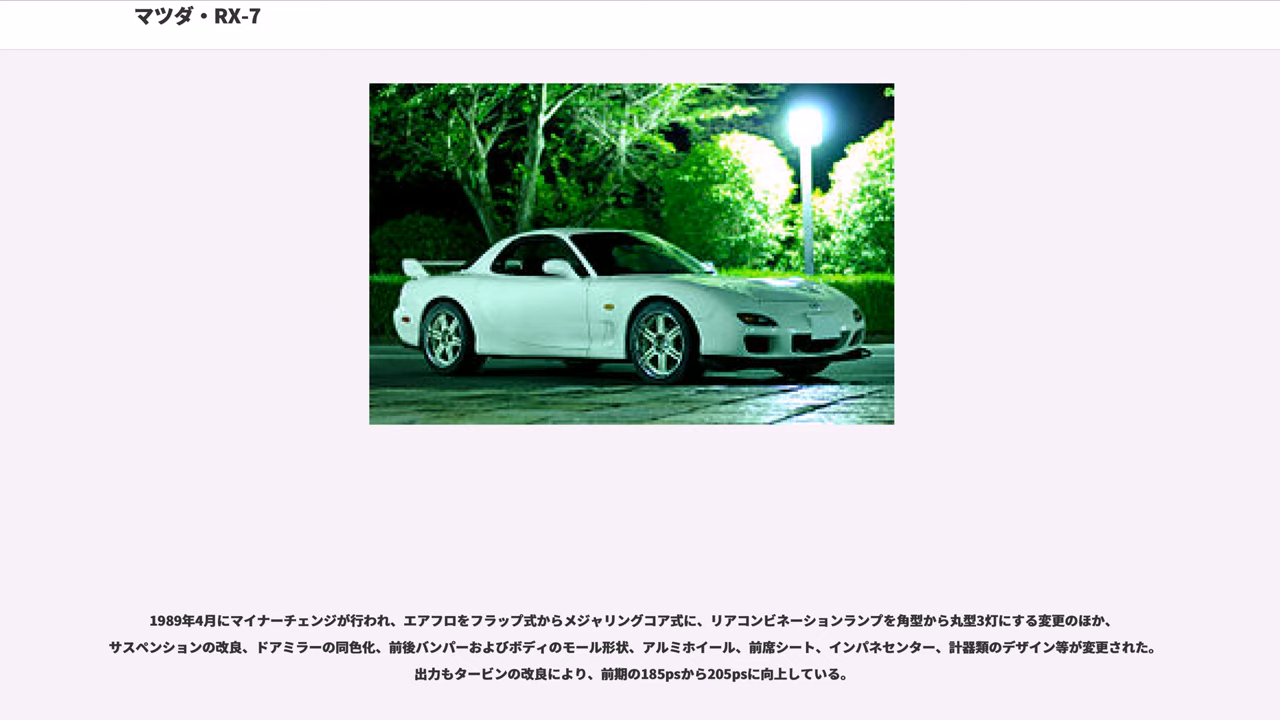 マツダ・RX-7
1989年4月にマイナーチェンジが行われ、エアフロをフラップ式からメジャリングコア式に、リアコンビネーションランプを角型から丸型3灯にする変更のほか、
サスペンションの改良、ドアミラーの同色化、前後バンパーおよびボディのモール形状、アルミホイール、前席シート、インパネセンター、計器類のデザイン等が変更された。
出力もタービンの改良により、前期の185psから205psに向上している。